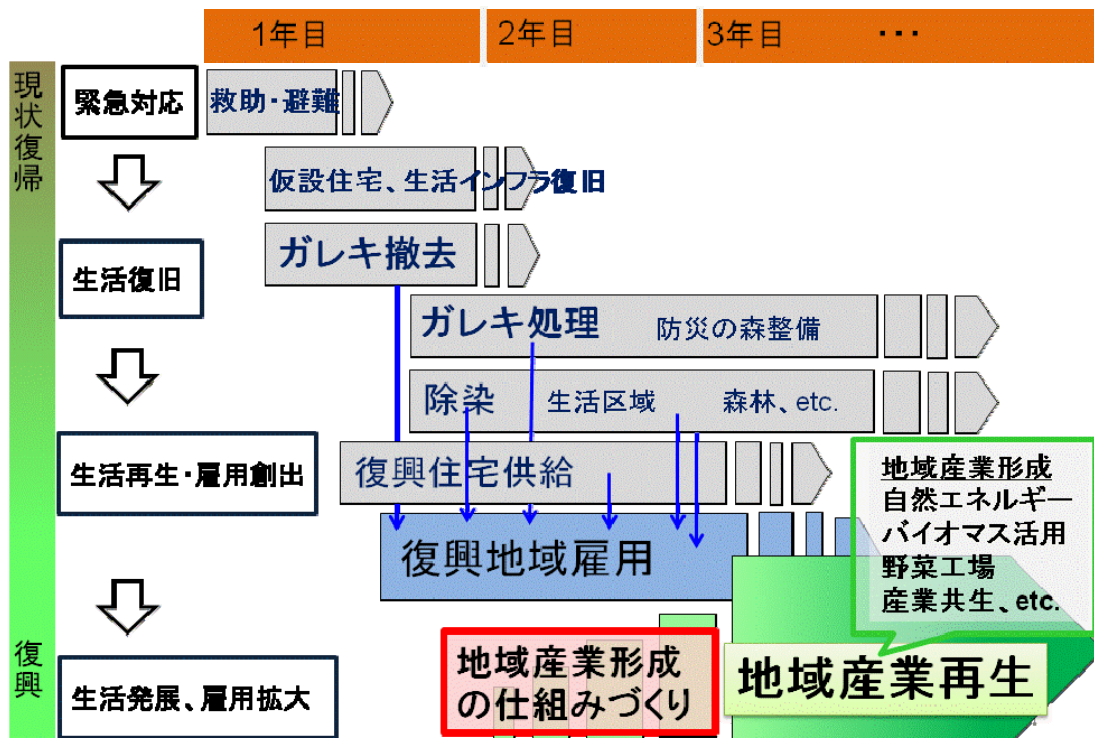 1年目
2年目
3年目
・・・
現状復帰
緊急対応
救助・避難
仮設住宅、生活インフラ復旧
ガレキ撤去
生活復旧
ガレキ処理 防災の森整備
除染 生活区域 森林、etc.
生活再生・雇用創出
復興住宅供給
地域産業形成
自然エネルギー
バイオマス活用
野菜工場
産業共生、etc.
復興地域雇用
復興
生活発展、雇用拡大
地域産業形成
の仕組みづくり
地域産業再生